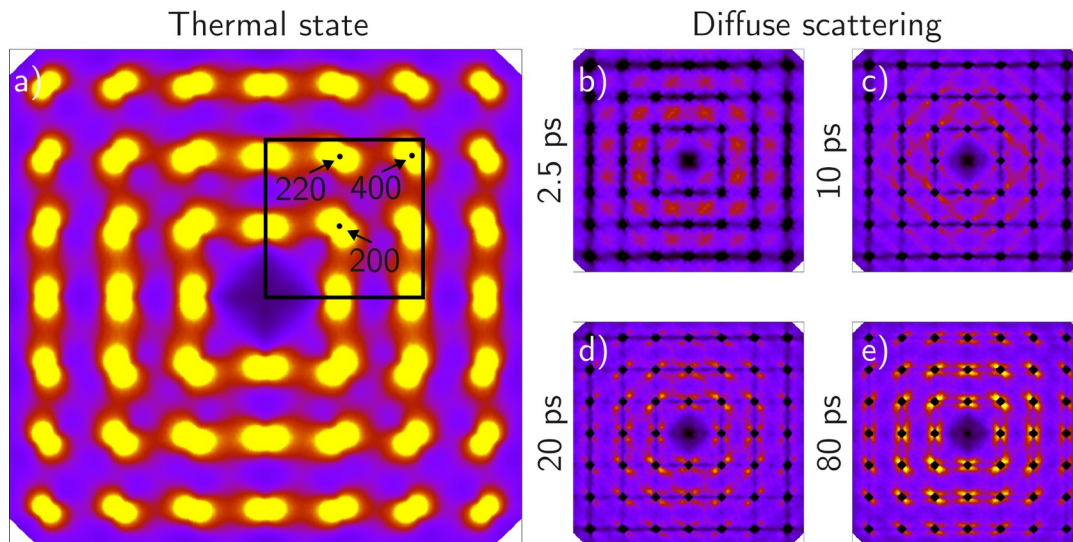 Thermal state
Diffuse scattering
a)
220
400
200
2.5 ps
b)
10 ps
c)
20 ps
d)
80 ps
e)